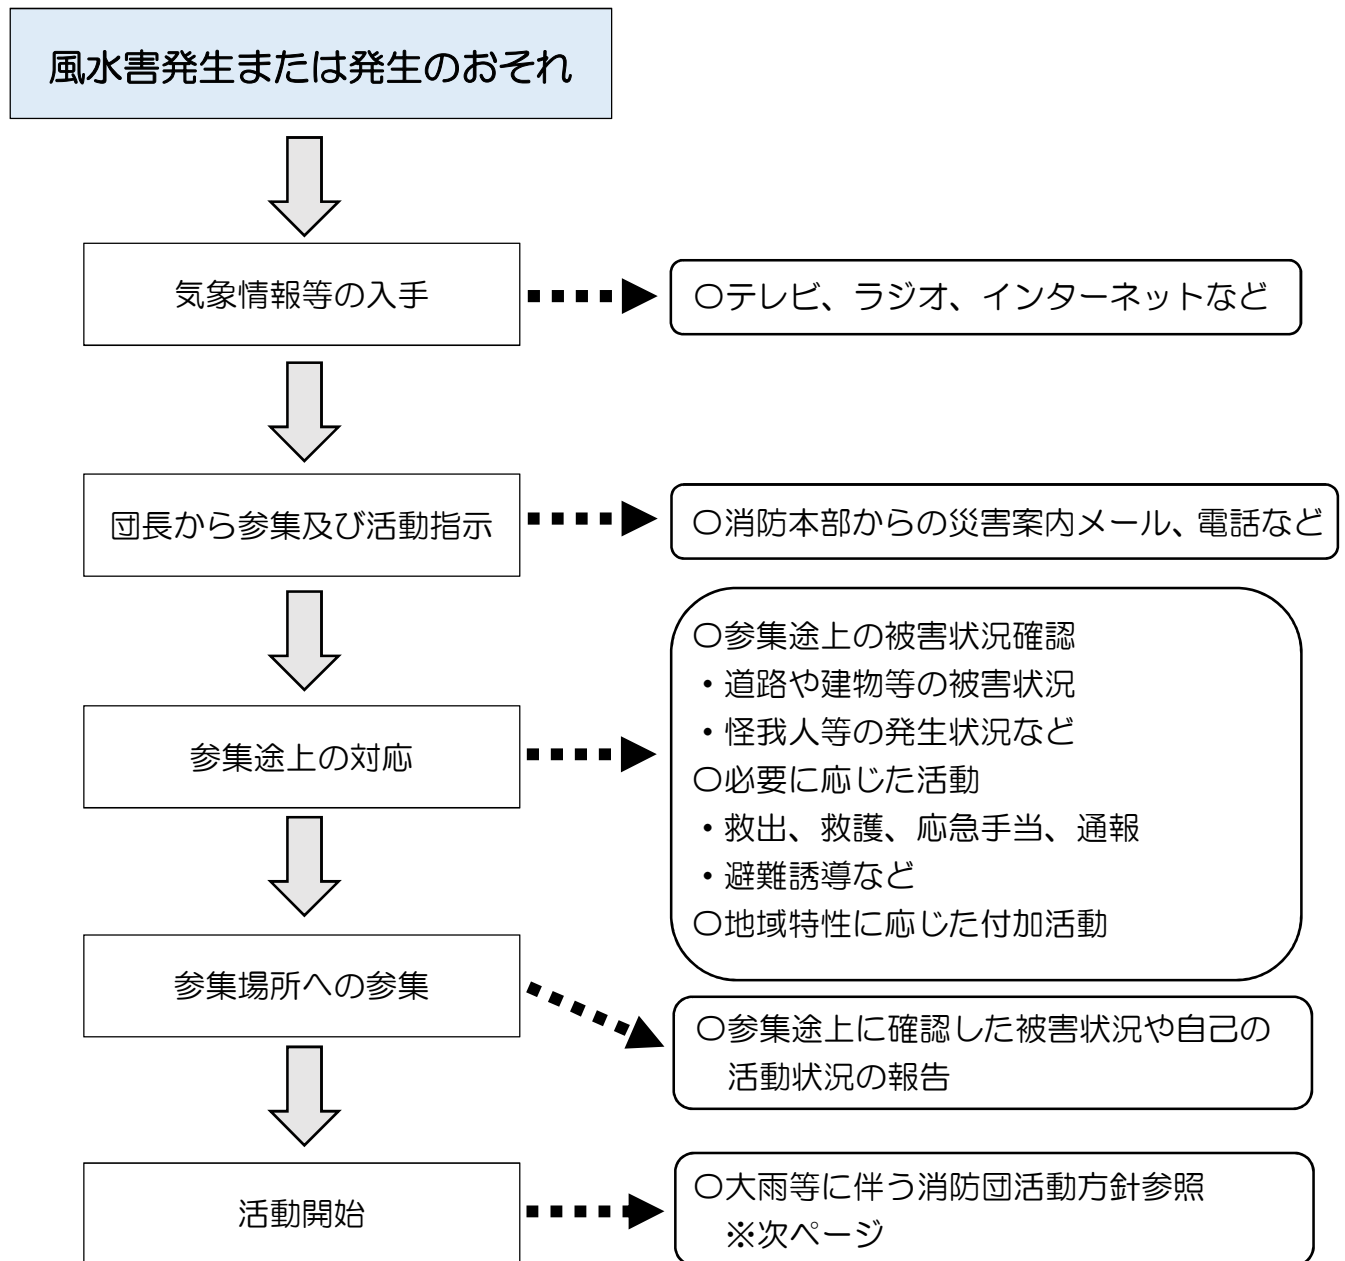 風水害発生または発生のおそれ
気象情報等の入手
〇テレビ、ラジオ、インターネットなど
団長から参集及び活動指示
〇消防本部からの災害案内メール、電話など
参集途上の対応
〇参集途上の被害状況確認
・道路や建物等の被害状況
・怪我人等の発生状況など
〇必要に応じた活動
・救出、救護、応急手当、通報
・避難誘導など
〇地域特性に応じた付加活動
参集場所への参集
〇参集途上に確認した被害状況や自己の
活動状況の報告
活動開始
〇大雨等に伴う消防団活動方針参照
※次ページ